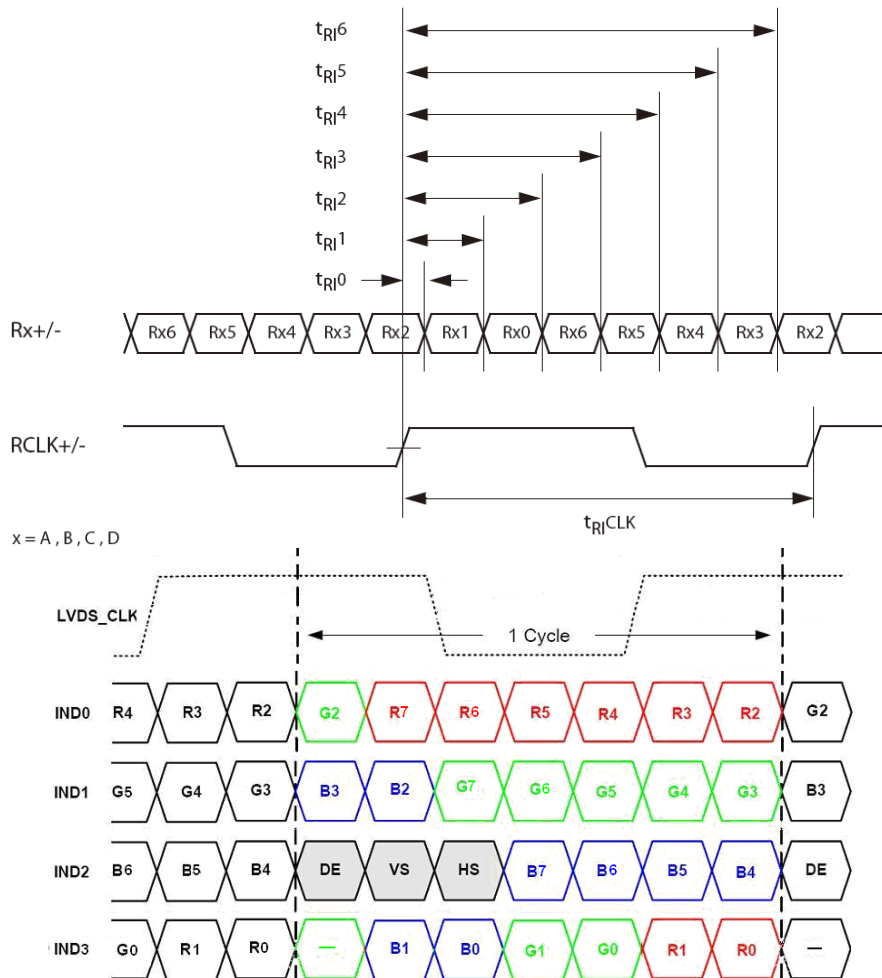 tRI6
tRI5
tRI4
tRI3
tRI2
tRI1
tRI0
Rx+/- Rx6 Rx5 Rx4 Rx3 Rx2 Rx1 Rx0 Rx6 Rx5 Rx4 Rx3 Rx2
RCLK+/-
tRICLK
x = A , B , C , D
LVDS_CLK
1 Cycle
IND0 R4 R3 R2 G2 R7 R6 R5 R4 R3 R2 G2
IND1 G5 G4 G3 B3 B2 G7 G6 G5 G4 G3 B3
IND2 B6 B5 B4 DE VS HS B7 B6 B5 B4 DE
IND3 G0 R1 R0 — B1 B0 G1 G0 R1 R0 —